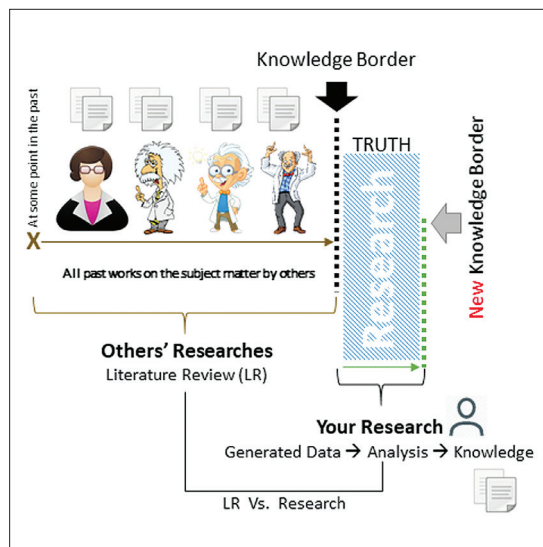 Knowledge Border
At some point in the past
TRUTH
Research
New Knowledge Border
X
All past works on the subject matter by others
Others' Researches
Literature Review (LR)
Your Research
Generated Data → Analysis → Knowledge
LR Vs. Research